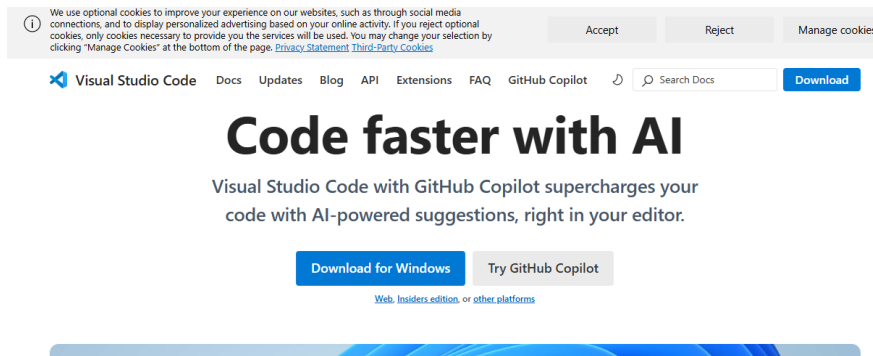 We use optional cookies to improve your experience on our websites, such as through social media
connections, and to display personalized advertising based on your online activity. If you reject optional
cookies, only cookies necessary to provide you the services will be used. You may change your selection by
clicking "Manage Cookies" at the bottom of the page. Privacy Statement Third-Party Cookies
Accept
Reject
Manage cookies
Visual Studio Code Docs Updates Blog API Extensions FAQ GitHub Copilot Search Docs Download
Code faster with AI
Visual Studio Code with GitHub Copilot supercharges your
code with AI-powered suggestions, right in your editor.
Download for Windows Try GitHub Copilot
Web, Insiders edition, or other platforms